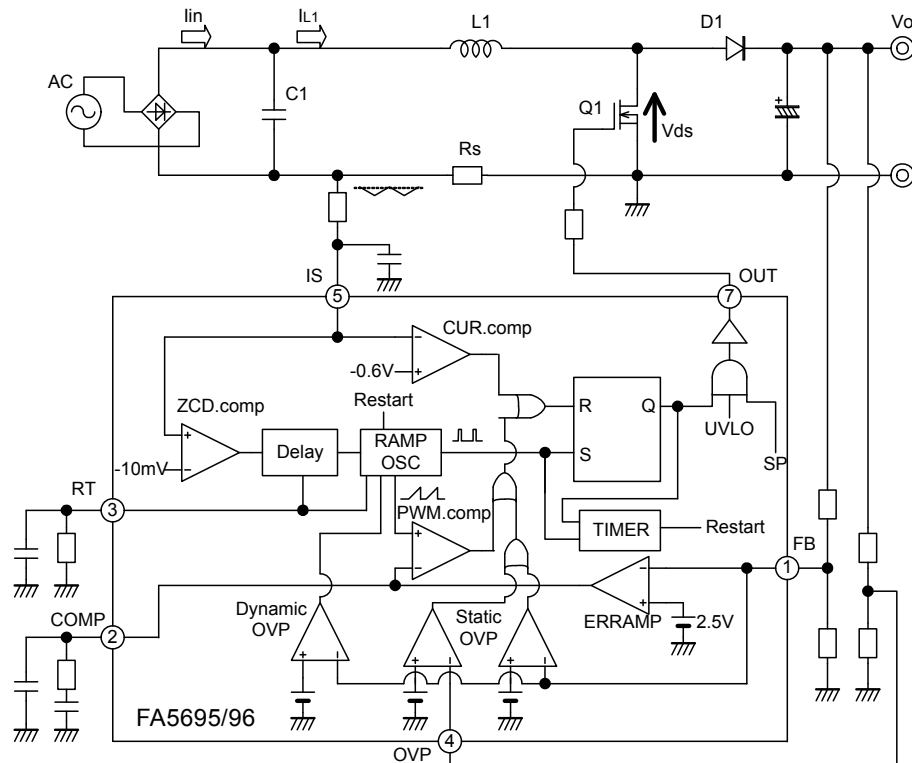 Iin
IL1
L1
D1
Vo
AC
C1
Q1
Vds
+
Rs
IS
OUT
5
7
CUR.comp
-
+
-0.6V
ZCD.comp
Restart
R
Q
+
-
-10mV
Delay
RAMP
OSC
S
UVLO
SP
RT
3
PWM.comp
+
-
TIMER
Restart
FB
1
COMP
2
Dynamic
OVP
Static
OVP
ERRAMP
-
+
2.5V
+
-
+
-
+
-
FA5695/96
OVP
4